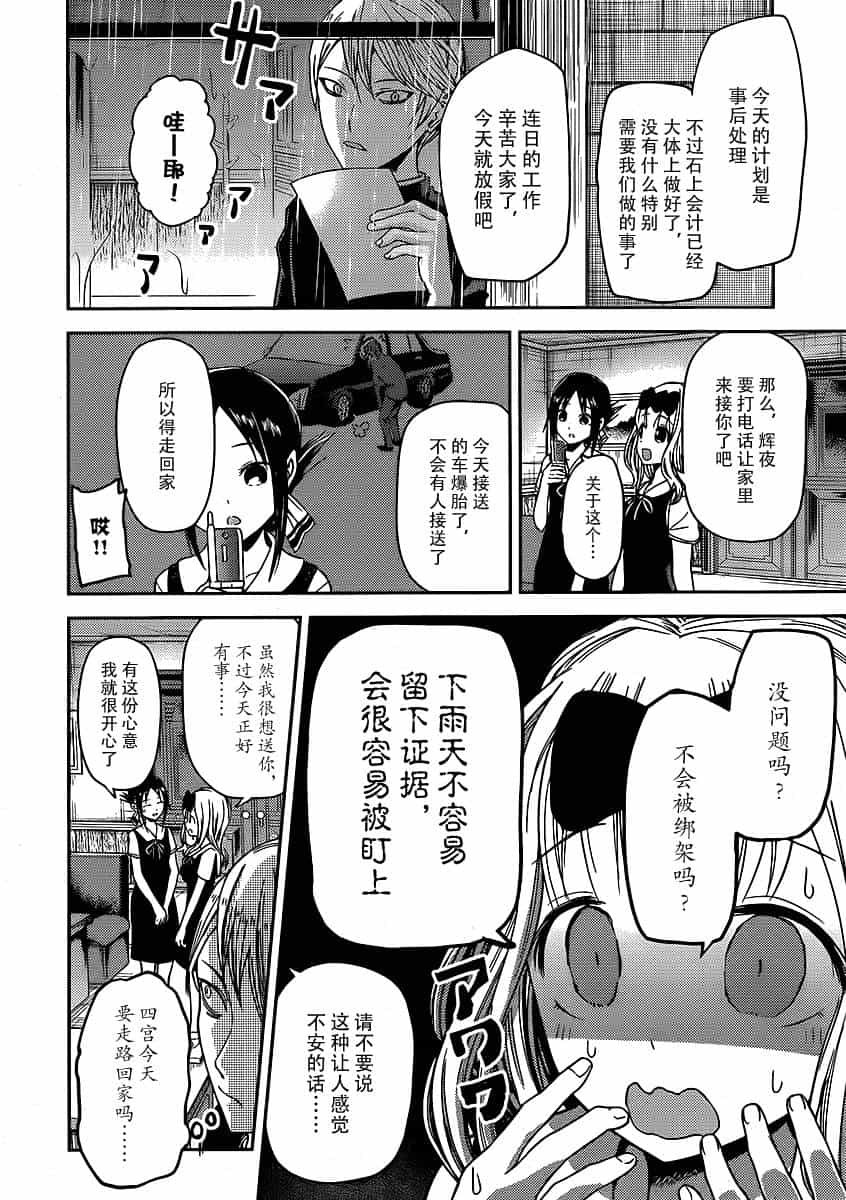 今天的计划是
事后处理
不过石上会计已经
大体上做好了,
没有什么特别
需要我们做的事了
连日的工作
辛苦大家了,
今天就放假吧
哇ー耶!
ザァァァ
那么,辉夜
要打电话让家里
来接你了吧
关于这个…
今天接送
的车爆胎了,
不会有人接送了
所以得走回家
哎!!
没问题吗?
不会被绑架吗?
下雨天不容易
留下证据,
会很容易被盯上
アワワ
请不要说
这种让人感觉
不安的话……
虽然我很想送你,
不过今天正好
有事……
有这份心意
我就很开心了
四宫今天
要走路回家吗…